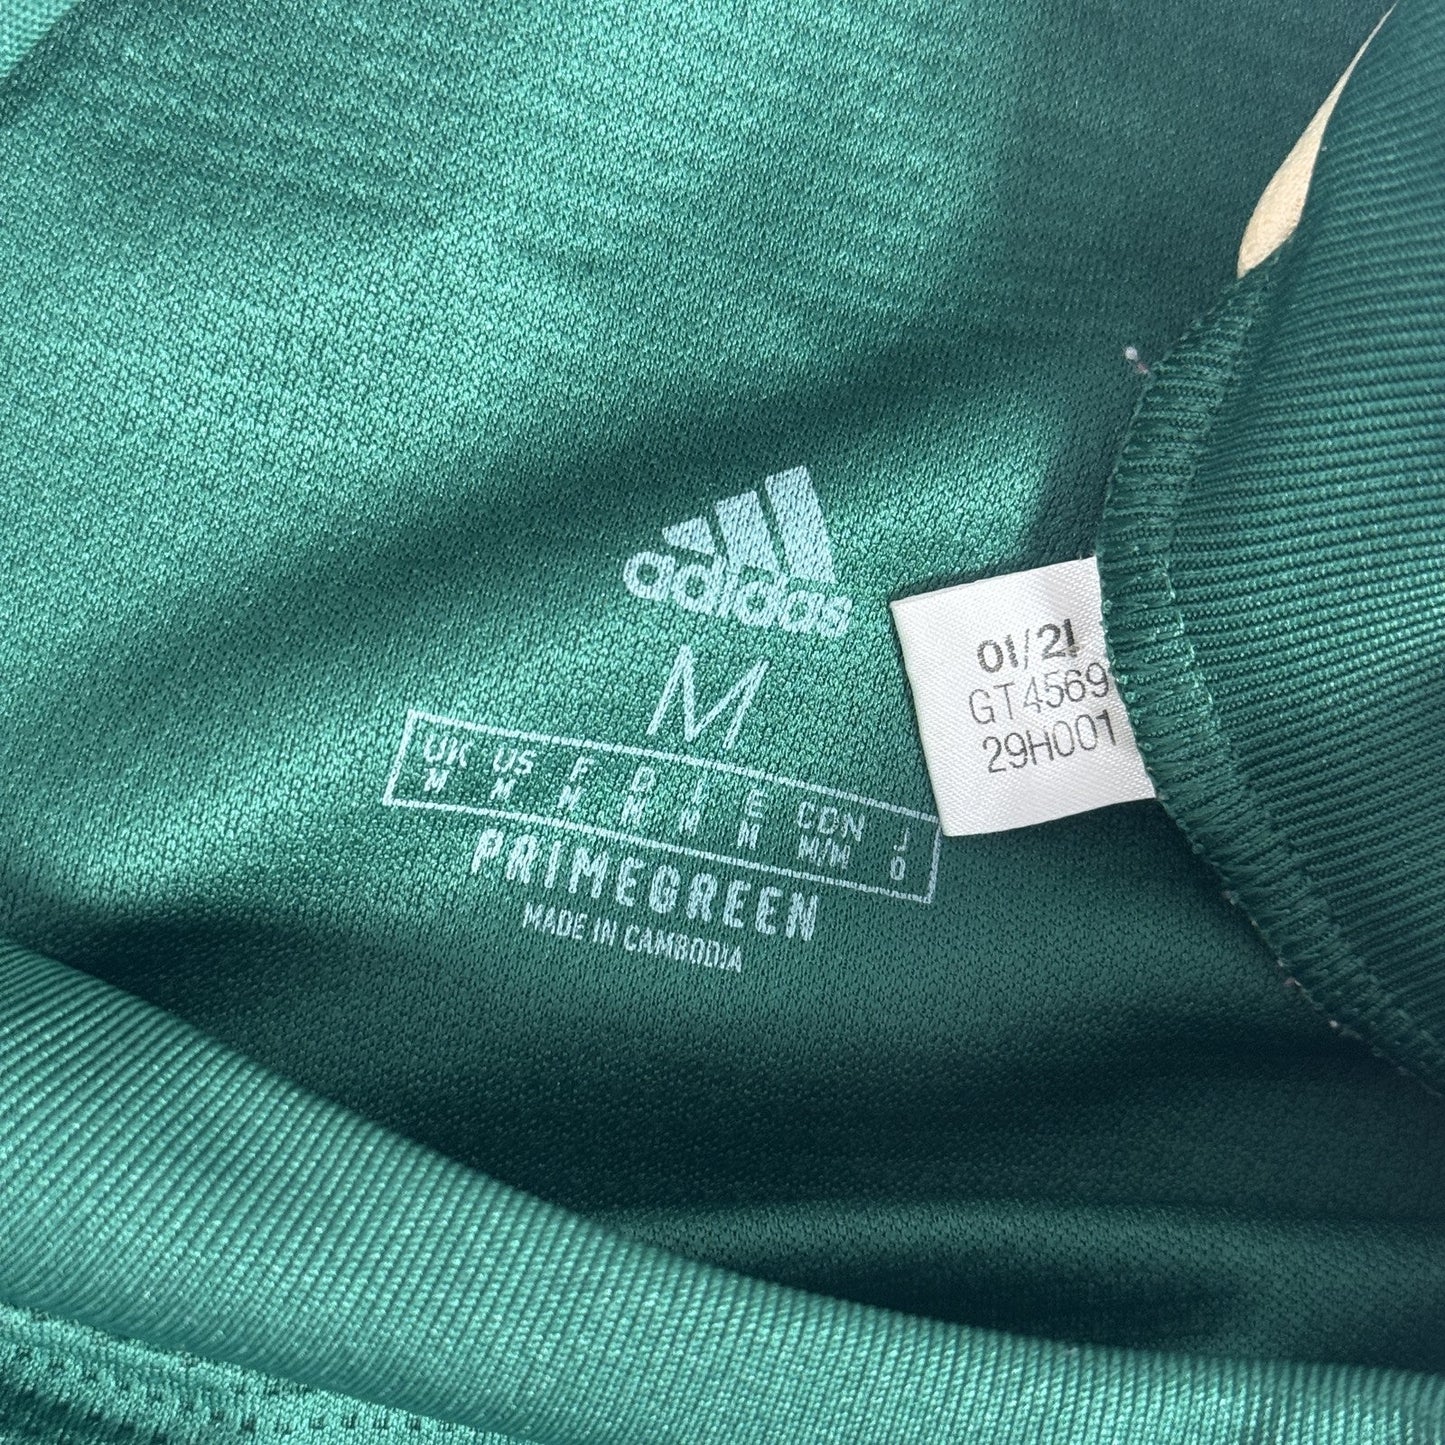 adidas
M
UK US F D I E CDN J
M M M M M M M/M O
PRIMEGREEN
MADE IN CAMBODIA
01/21
GT4569
29H001